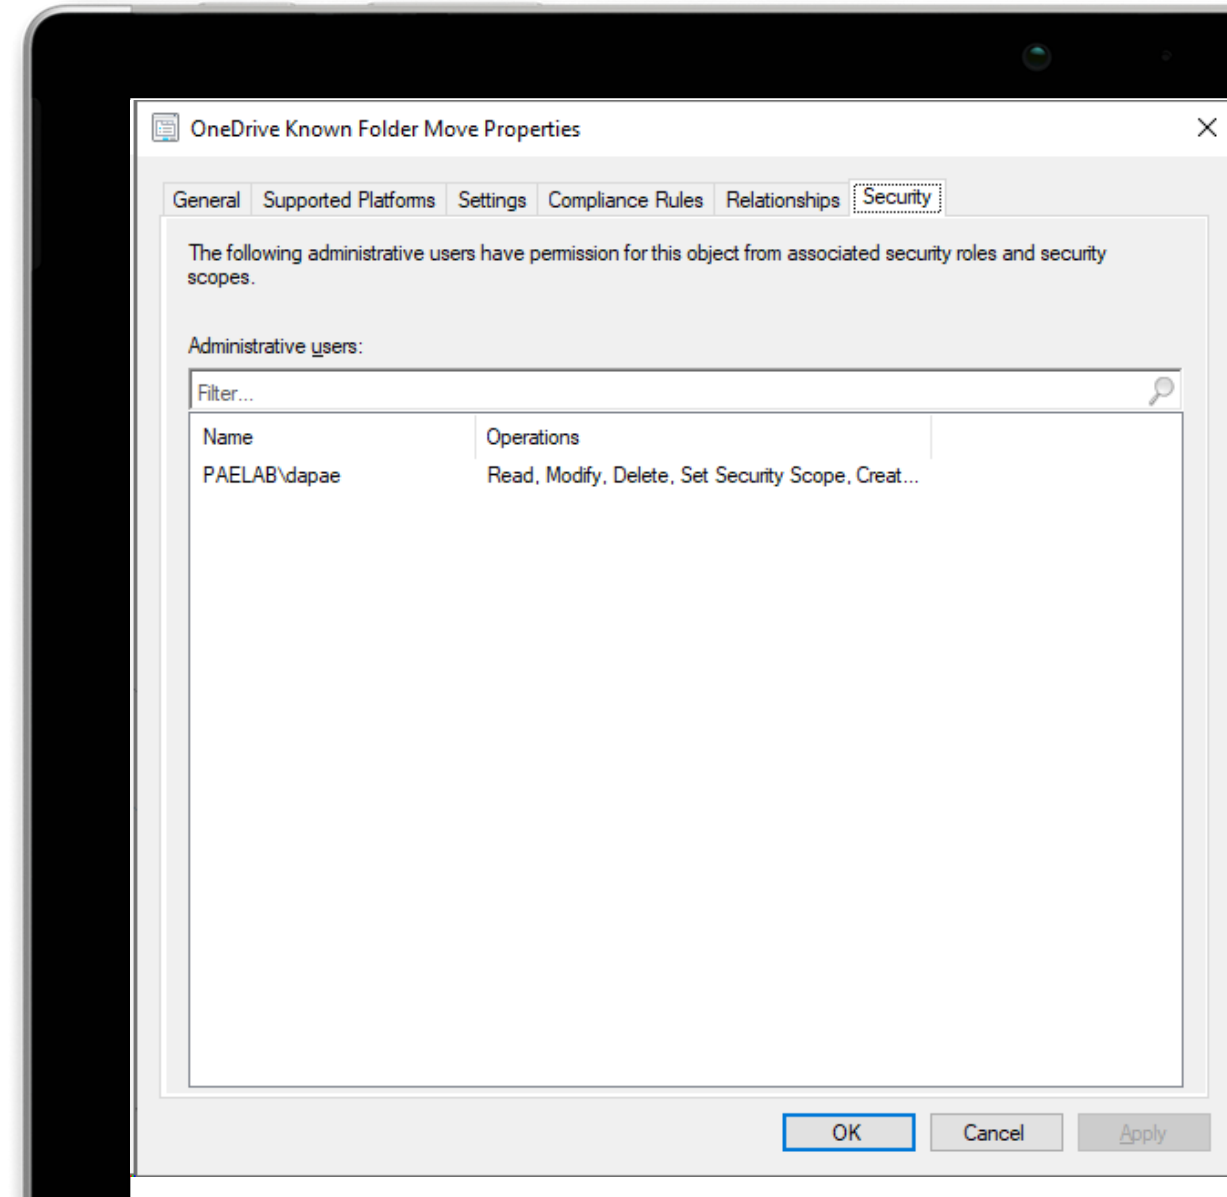 OneDrive Known Folder Move Properties
General Supported Platforms Settings Compliance Rules Relationships Security
The following administrative users have permission for this object from associated security roles and security
scopes.
Administrative users:
Filter...
Name Operations
PAELAB\dapae Read, Modify, Delete, Set Security Scope, Creat...
OK Cancel Apply